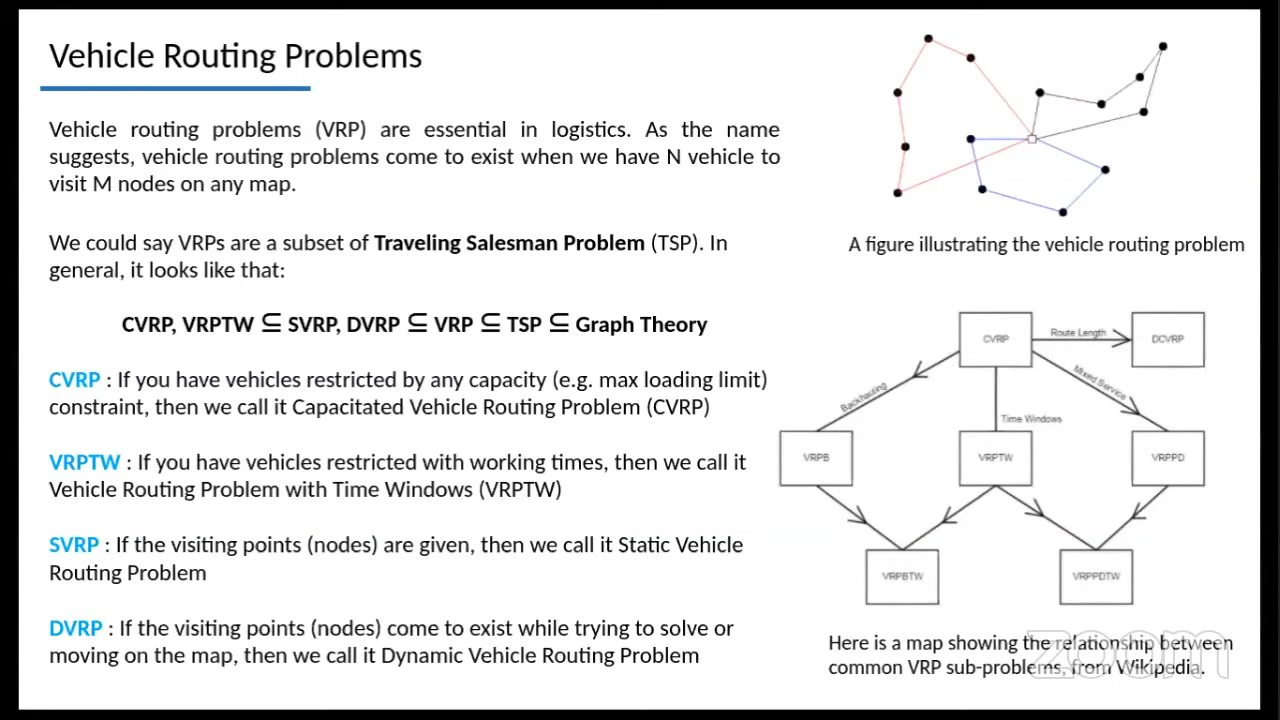 Vehicle Routing Problems
Vehicle routing problems (VRP) are essential in logistics. As the name
suggests, vehicle routing problems come to exist when we have N vehicle to
visit M nodes on any map.
We could say VRPs are a subset of Traveling Salesman Problem (TSP). In
general, it looks like that:
CVRP, VRPTW ⊆ SVRP, DVRP ⊆ VRP ⊆ TSP ⊆ Graph Theory
CVRP : If you have vehicles restricted by any capacity (e.g. max loading limit)
constraint, then we call it Capacitated Vehicle Routing Problem (CVRP)
VRPTW : If you have vehicles restricted with working times, then we call it
Vehicle Routing Problem with Time Windows (VRPTW)
SVRP : If the visiting points (nodes) are given, then we call it Static Vehicle
Routing Problem
DVRP : If the visiting points (nodes) come to exist while trying to solve or
moving on the map, then we call it Dynamic Vehicle Routing Problem
A figure illustrating the vehicle routing problem
CVRP
Route Length
DCVRP
Backhauling
Time Windows
Mixed Service
VRPB
VRPTW
VRPPD
VRPBTW
VRPPDTW
Here is a map showing the relationship between
common VRP sub-problems, from Wikipedia.
zoom